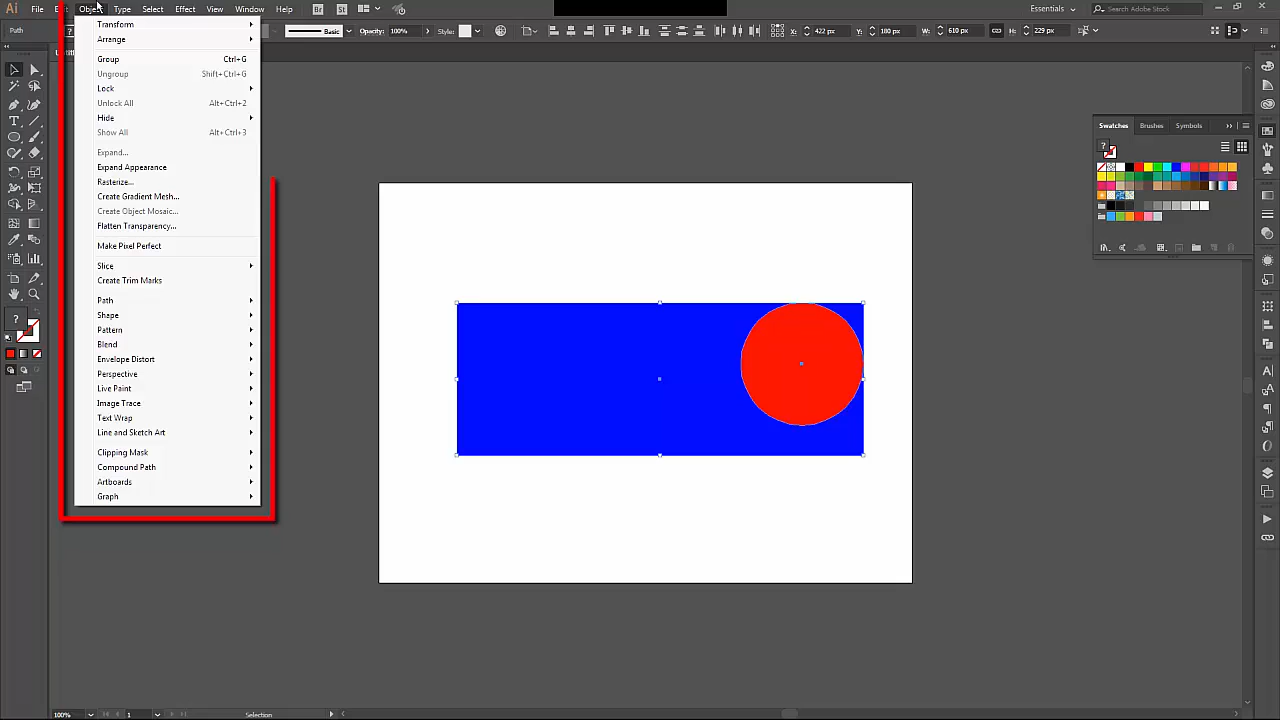 Ai File Object Type Select Effect View Window Help Br St Essentials Search Adobe Stock
Path ? Basic Opacity: 100% Style: X: 422 px Y: 180 px 610 px H: 229 px
Transform
Arrange
Group Ctrl+G
Ungroup Shift+Ctrl+G
Lock
Unlock All Alt+Ctrl+2
Hide
Show All Alt+Ctrl+3
Expand...
Expand Appearance
Rasterize...
Create Gradient Mesh...
Create Object Mosaic...
Flatten Transparency...
Make Pixel Perfect
Slice
Create Trim Marks
Path
Shape
Pattern
Blend
Envelope Distort
Perspective
Live Paint
Image Trace
Text Wrap
Line and Sketch Art
Clipping Mask
Compound Path
Artboards
Graph
Swatches Brushes Symbols
?
?
100% 1 Selection